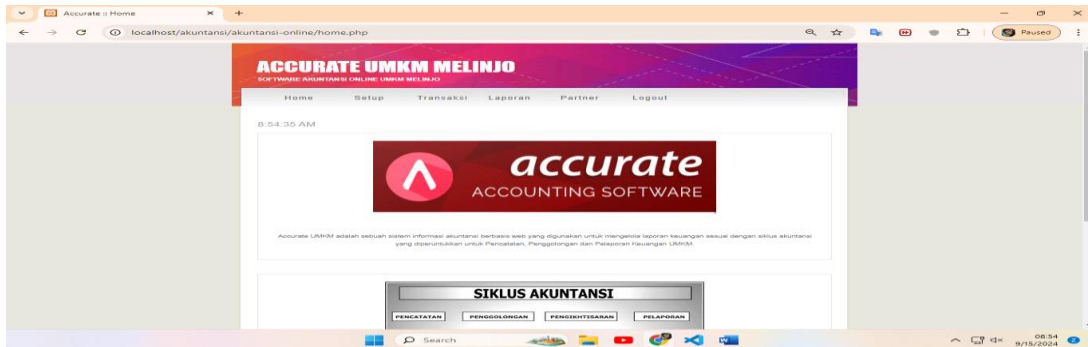 Accurate :: Home
localhost/akuntansi/akuntansi-online/home.php
Paused
ACCURATE UMKM MELINJO
SOFTWARE AKUNTANSI ONLINE UMKM MELINJO
Home Setup Transaksi Laporan Partner Logout
8:54:35 AM
accurate
ACCOUNTING SOFTWARE
Accurate UMKM adalah sebuah sistem informasi akuntansi berbasis web yang digunakan untuk mengelola laporan keuangan sesuai dengan siklus akuntansi
yang diperuntukkan untuk Pencatatan, Penggolongan dan Pelaporan Keuangan UMKM.
SIKLUS AKUNTANSI
PENCATATAN PENGGOLONGAN PENGIKHTISARAN PELAPORAN
Search
08:54
9/15/2024
2